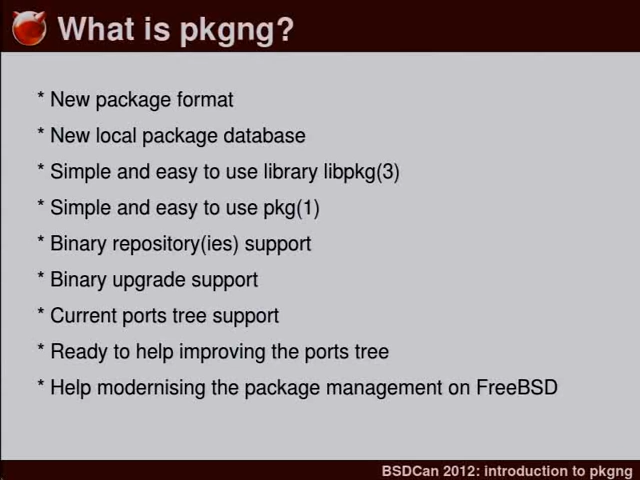 What is pkgng?
* New package format
* New local package database
* Simple and easy to use library libpkg(3)
* Simple and easy to use pkg(1)
* Binary repository(ies) support
* Binary upgrade support
* Current ports tree support
* Ready to help improving the ports tree
* Help modernising the package management on FreeBSD
BSDCan 2012: introduction to pkgng